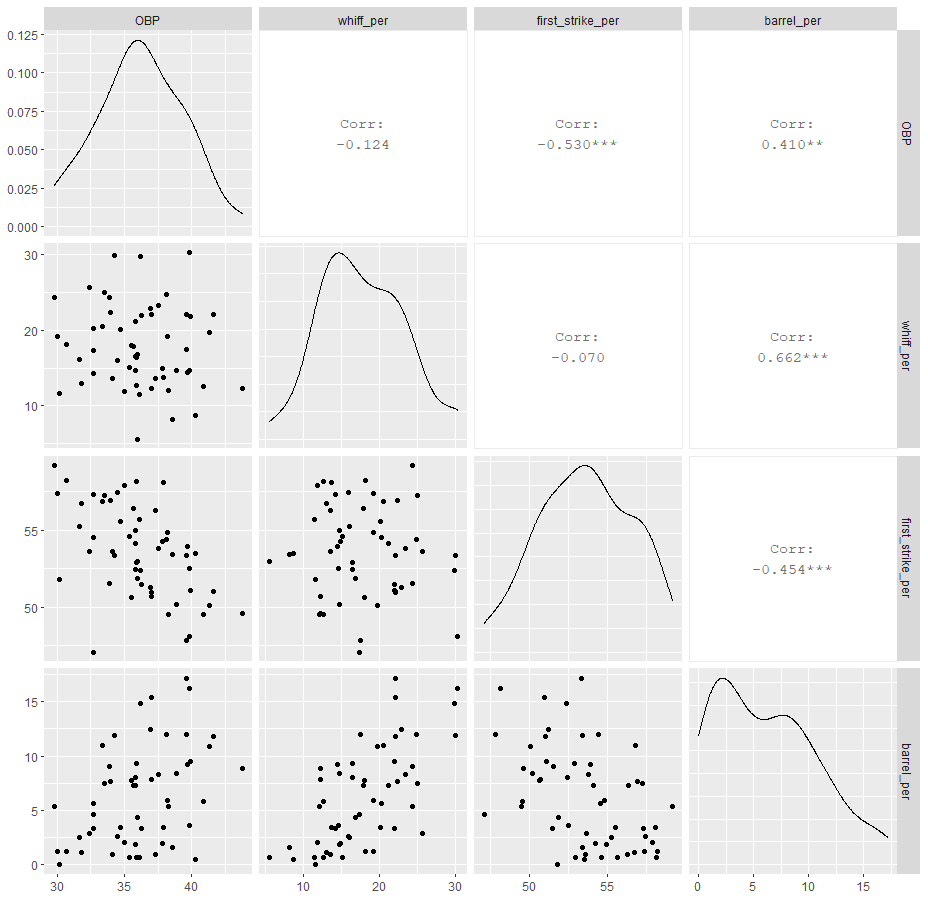 OBP whiff_per first_strike_per barrel_per
0.125
0.100
0.075
0.050
0.025
0.000
Corr:
-0.124
Corr:
-0.530***
Corr:
0.410**
OBP
30
20
10
Corr:
-0.070
Corr:
0.662***
whiff_per
55
50
Corr:
-0.454***
first_strike_per
15
10
5
0
barrel_per
30 35 40 10 20 30 50 55 0 5 10 15